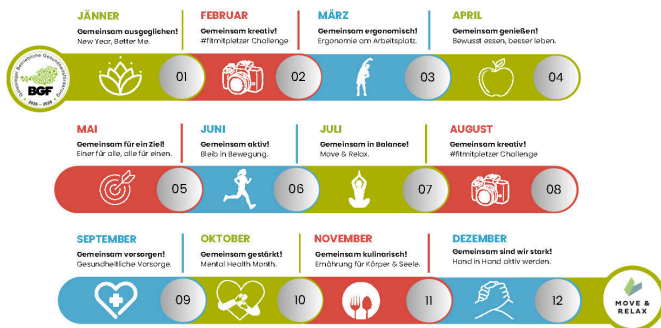 JÄNNER
Gemeinsam ausgeglichen!
New Year, Better Me.
FEBRUAR
Gemeinsam kreativ!
#fitmitpletzer Challenge
MÄRZ
Gemeinsam ergonomisch!
Ergonomie am Arbeitsplatz.
APRIL
Gemeinsam genießen!
Bewusst essen, besser leben.
Betriebliche Gesundheitsförderung
BGF
01
02
03
04
MAI
Gemeinsam für ein Ziel!
Einer für alle, alle für einen.
JUNI
Gemeinsam aktiv!
Bleib in Bewegung.
JULI
Gemeinsam in Balance!
Move & Relax.
AUGUST
Gemeinsam kreativ!
#fitmitpletzer Challenge
05
06
07
08
SEPTEMBER
Gemeinsam vorsorgen!
Gesundheitliche Vorsorge.
OKTOBER
Gemeinsam gestärkt!
Mental Health Month.
NOVEMBER
Gemeinsam kulinarisch!
Ernährung für Körper & Seele.
DEZEMBER
Gemeinsam sind wir stark!
Hand in Hand aktiv werden.
09
10
11
12
MOVE &
RELAX